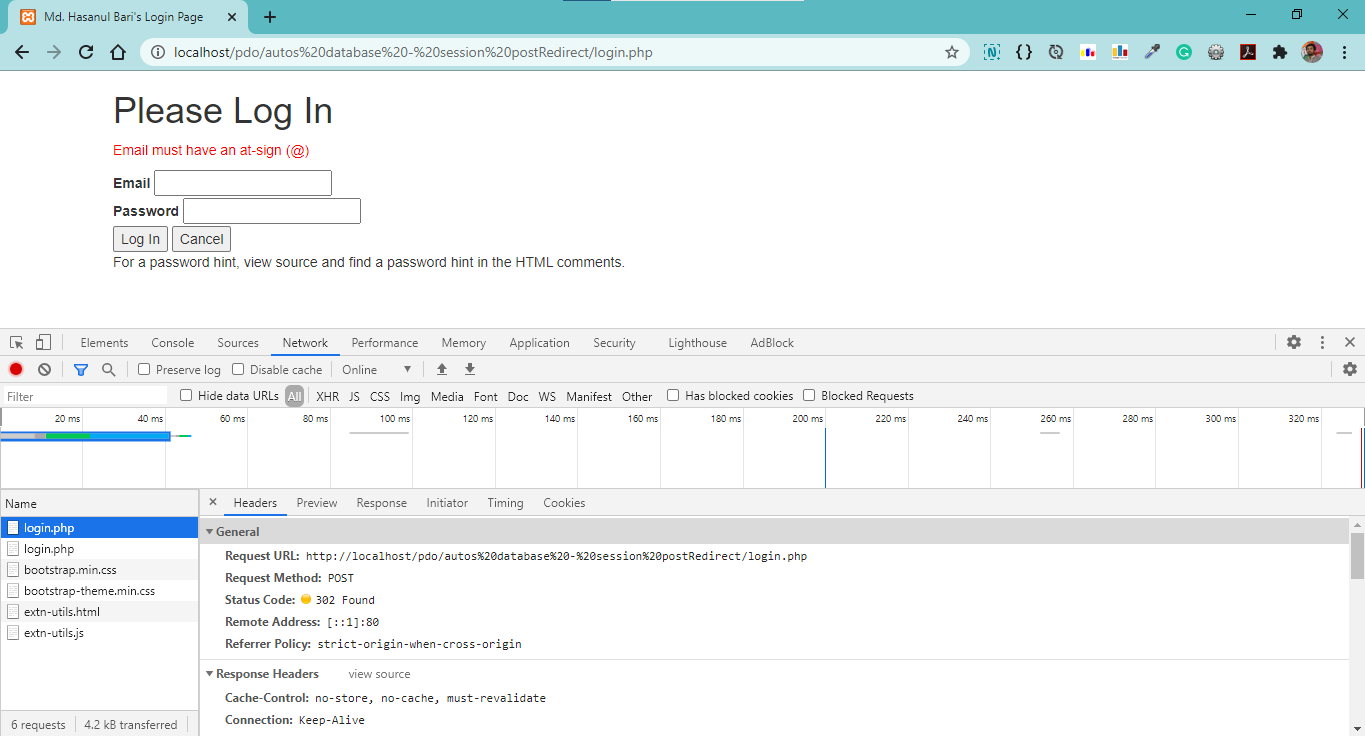 Md. Hasanul Bari's Login Page
localhost/pdo/autos%20database%20-%20session%20postRedirect/login.php
Please Log In
Email must have an at-sign (@)
Email
Password
Log In Cancel
For a password hint, view source and find a password hint in the HTML comments.
Elements Console Sources Network Performance Memory Application Security Lighthouse AdBlock
Preserve log Disable cache Online
Filter Hide data URLs All XHR JS CSS Img Media Font Doc WS Manifest Other Has blocked cookies Blocked Requests
20 ms 40 ms 60 ms 80 ms 100 ms 120 ms 140 ms 160 ms 180 ms 200 ms 220 ms 240 ms 260 ms 280 ms 300 ms 320 ms
Name Headers Preview Response Initiator Timing Cookies
login.php
login.php
bootstrap.min.css
bootstrap-theme.min.css
extn-utils.html
extn-utils.js
6 requests 4.2 kB transferred
General
Request URL: http://localhost/pdo/autos%20database%20-%20session%20postRedirect/login.php
Request Method: POST
Status Code: 302 Found
Remote Address: [::1]:80
Referrer Policy: strict-origin-when-cross-origin
Response Headers view source
Cache-Control: no-store, no-cache, must-revalidate
Connection: Keep-Alive